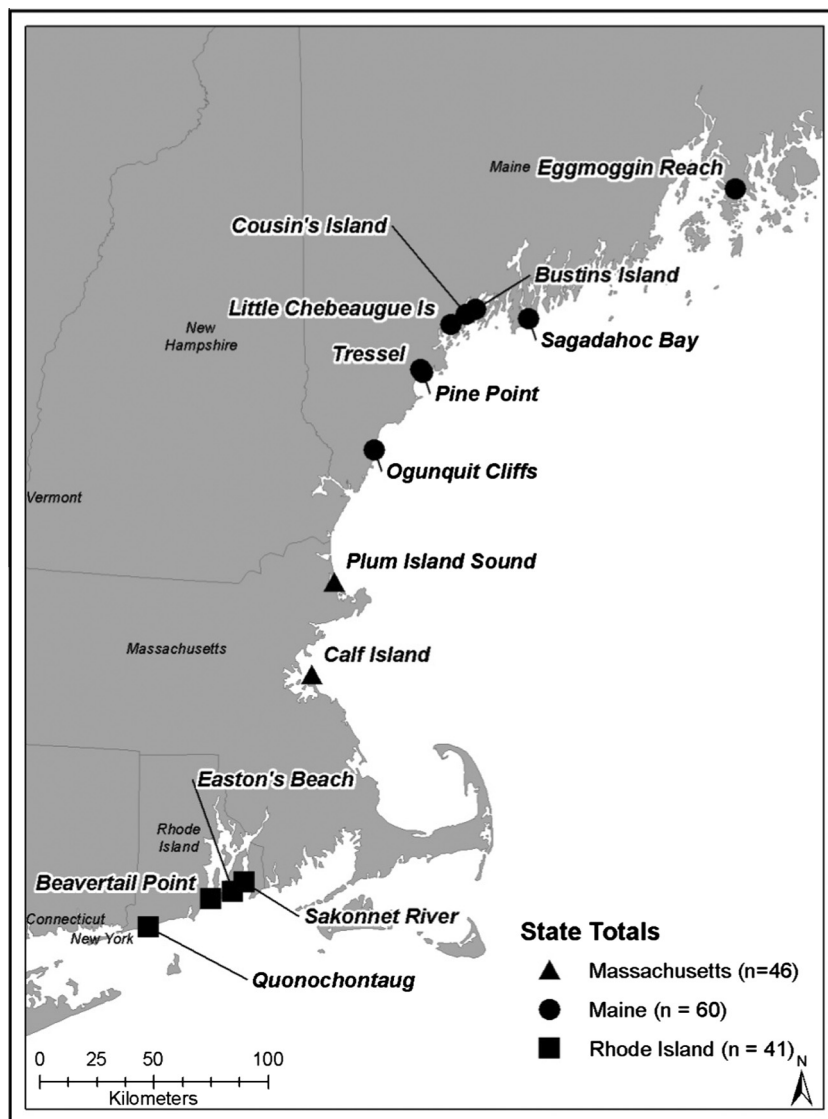 Maine
Eggmoggin Reach
Cousin's Island
Bustins Island
Little Chebeaugue Is
New
Hampshire
Sagadahoc Bay
Tressel
Pine Point
Ogunquit Cliffs
Vermont
Plum Island Sound
Massachusetts
Calf Island
Easton's Beach
Rhode
Island
Beavertail Point
Sakonnet River
Connecticut
New York
Quonochontaug
State Totals
Massachusetts (n=46)
Maine (n = 60)
Rhode Island (n = 41)
0 25 50 100
Kilometers
N